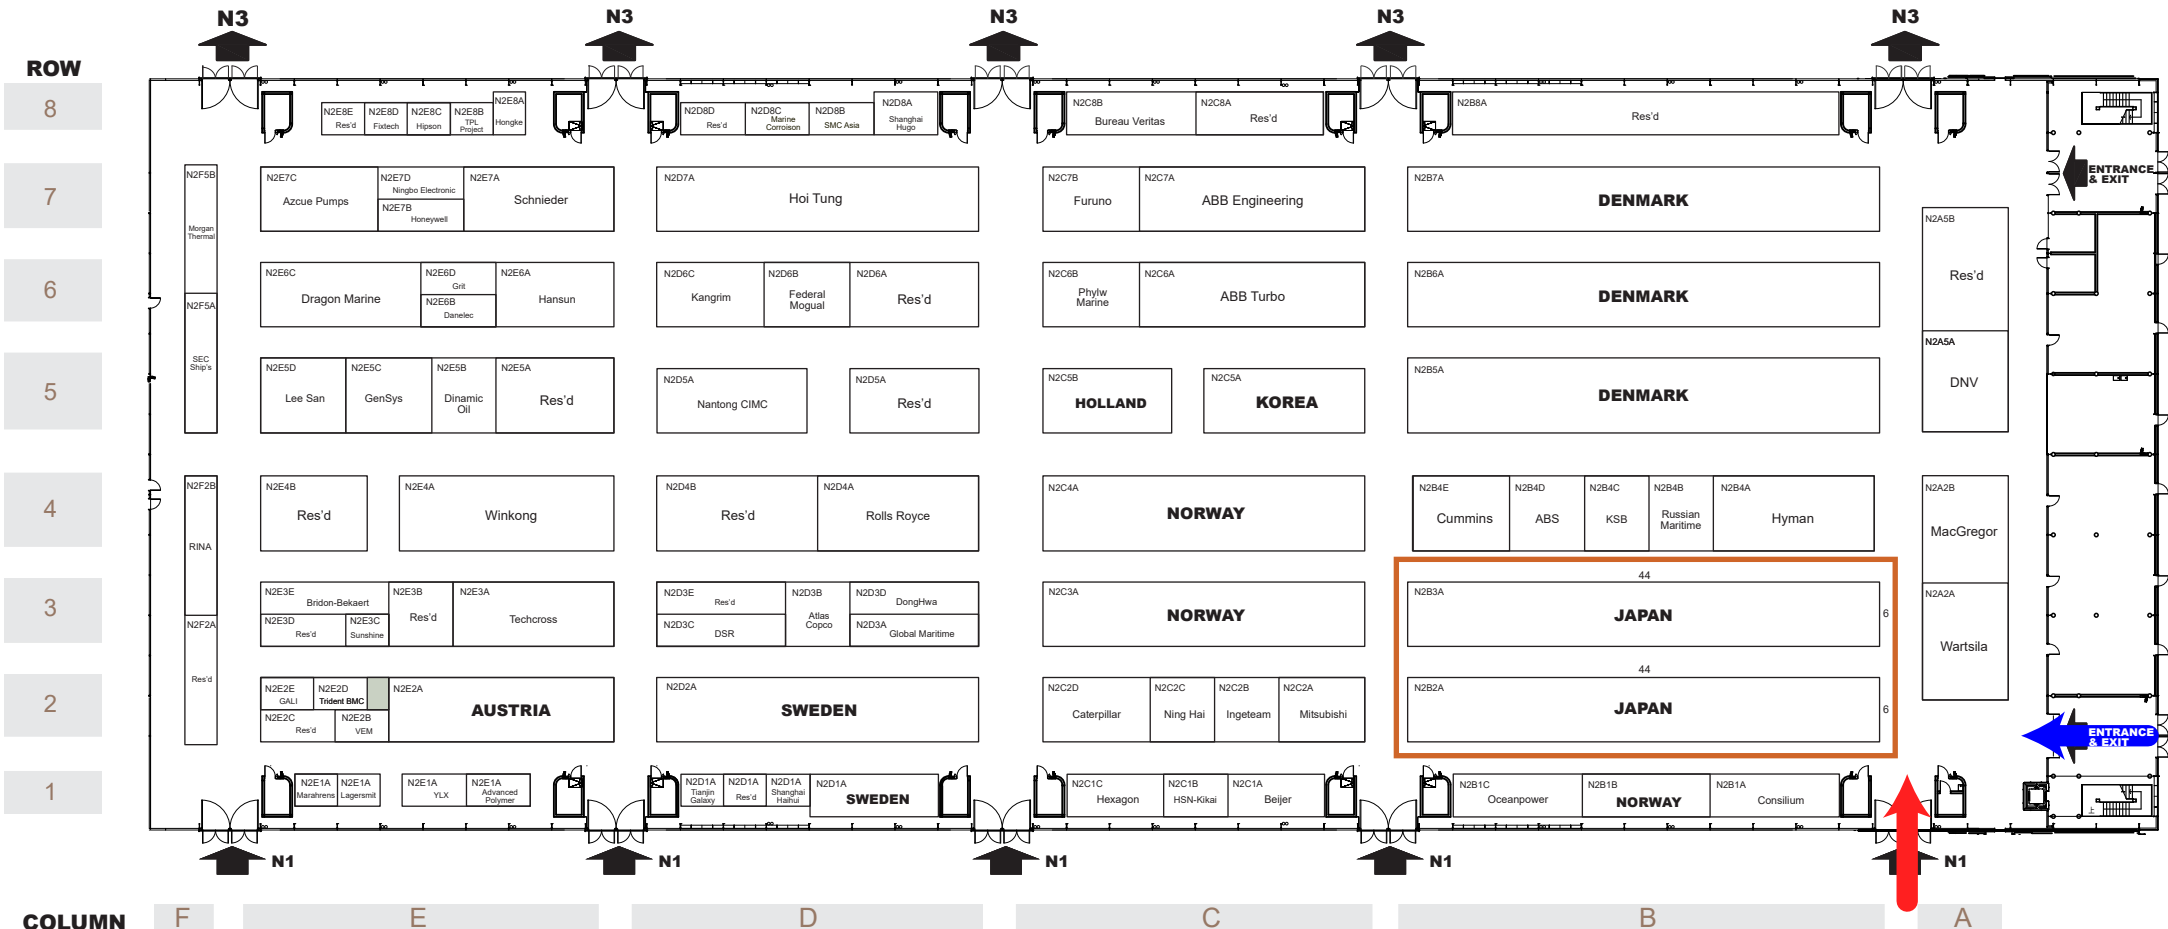 N3
N3
N3
N3
N3
ROW
8
N2E8E
Res'd
N2E8D
Fixtech
N2E8C
Hipson
N2E8B
TPL
Project
N2E8A
Hongke
N2D8D
Res'd
N2D8C
Marine
Corroison
N2D8B
SMC Asia
N2D8A
Shanghai
Hugo
N2C8B
Bureau Veritas
N2C8A
Res'd
N2B8A
Res'd
7
N2F5B
Morgan
Thermal
N2E7C
Azcue Pumps
N2E7D
Ningbo Electronic
N2E7B
Honeywell
N2E7A
Schnieder
N2D7A
Hoi Tung
N2C7B
Furuno
N2C7A
ABB Engineering
N2B7A
DENMARK
N2A5B
Res'd
ENTRANCE
& EXIT
6
N2F5A
SEC
Ship's
N2E6C
Dragon Marine
N2E6D
Grit
N2E6B
Danelec
N2E6A
Hansun
N2D6C
Kangrim
N2D6B
Federal
Mogual
N2D6A
Res'd
N2C6B
Phylw
Marine
N2C6A
ABB Turbo
N2B6A
DENMARK
5
N2E5D
Lee San
N2E5C
GenSys
N2E5B
Dinamic
Oil
N2E5A
Res'd
N2D5A
Nantong CIMC
N2D5A
Res'd
N2C5B
HOLLAND
N2C5A
KOREA
N2B5A
DENMARK
N2A5A
DNV
4
N2F2B
RINA
N2E4B
Res'd
N2E4A
Winkong
N2D4B
Res'd
N2D4A
Rolls Royce
N2C4A
NORWAY
N2B4E
Cummins
N2B4D
ABS
N2B4C
KSB
N2B4B
Russian
Maritime
N2B4A
Hyman
N2A2B
MacGregor
3
N2E3E
Bridon-Bekaert
N2E3D
Res'd
N2E3C
Sunshine
N2E3B
Res'd
N2E3A
Techcross
N2D3E
Res'd
N2D3C
DSR
N2D3B
Atlas
Copco
N2D3D
DongHwa
N2D3A
Global Maritime
N2C3A
NORWAY
44
N2B3A
JAPAN
6
N2A2A
Wartsila
2
N2F2A
Res'd
N2E2E
GALI
N2E2D
Trident BMC
N2E2C
Res'd
N2E2B
VEM
N2E2A
AUSTRIA
N2D2A
SWEDEN
N2C2D
Caterpillar
N2C2C
Ning Hai
N2C2B
Ingeteam
N2C2A
Mitsubishi
44
N2B2A
JAPAN
6
ENTRANCE
& EXIT
1
N2E1A
Marahrens
N2E1A
Lagersmit
N2E1A
YLX
N2E1A
Advanced
Polymer
N2D1A
Tianjin
Galaxy
N2D1A
Res'd
N2D1A
Shanghai
Haihui
N2D1A
SWEDEN
N2C1C
Hexagon
N2C1B
HSN-Kikai
N2C1A
Beijer
N2B1C
Oceanpower
N2B1B
NORWAY
N2B1A
Consilium
上
N1
N1
N1
N1
N1
COLUMN
F
E
D
C
B
A